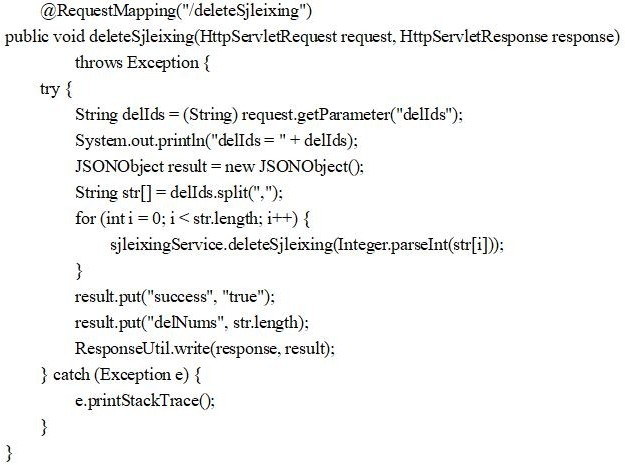 @RequestMapping("/deleteSjleixing")
public void deleteSjleixing(HttpServletRequest request, HttpServletResponse response)
throws Exception {
try {
String delIds = (String) request.getParameter("delIds");
System.out.println("delIds = " + delIds);
JSONObject result = new JSONObject();
String str[] = delIds.split(",");
for (int i = 0; i < str.length; i++) {
sjleixingService.deleteSjleixing(Integer.parseInt(str[i]));
}
result.put("success", "true");
result.put("delNums", str.length);
ResponseUtil.write(response, result);
} catch (Exception e) {
e.printStackTrace();
}
}